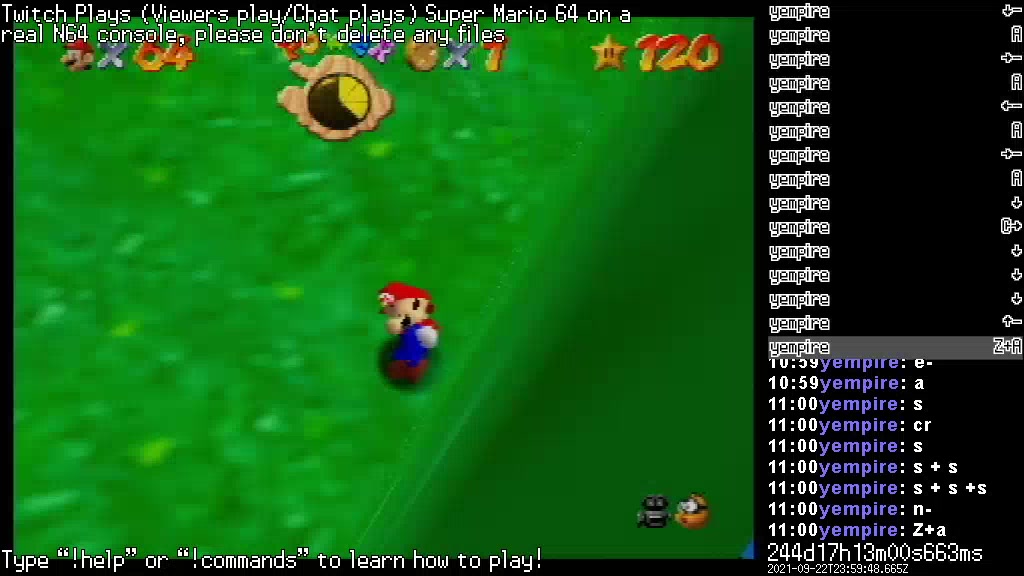 Twitch Plays (Viewers play/Chat plays) Super Mario 64 on a
real N64 console, please don't delete any files
X 64
X 7
120
yempire ←-
yempire A
yempire →-
yempire A
yempire ←-
yempire A
yempire →-
yempire A
yempire ↓
yempire C→
yempire ↓
yempire ↓
yempire ↓
yempire ↑-
yempire Z+A
10:59yempire: e-
10:59yempire: a
11:00yempire: s
11:00yempire: cr
11:00yempire: s
11:00yempire: s + s
11:00yempire: s + s +s
11:00yempire: n-
11:00yempire: Z+a
244d17h13m00s663ms
2021-09-22T23:59:48.665Z
Type “!help” or “!commands” to learn how to play!